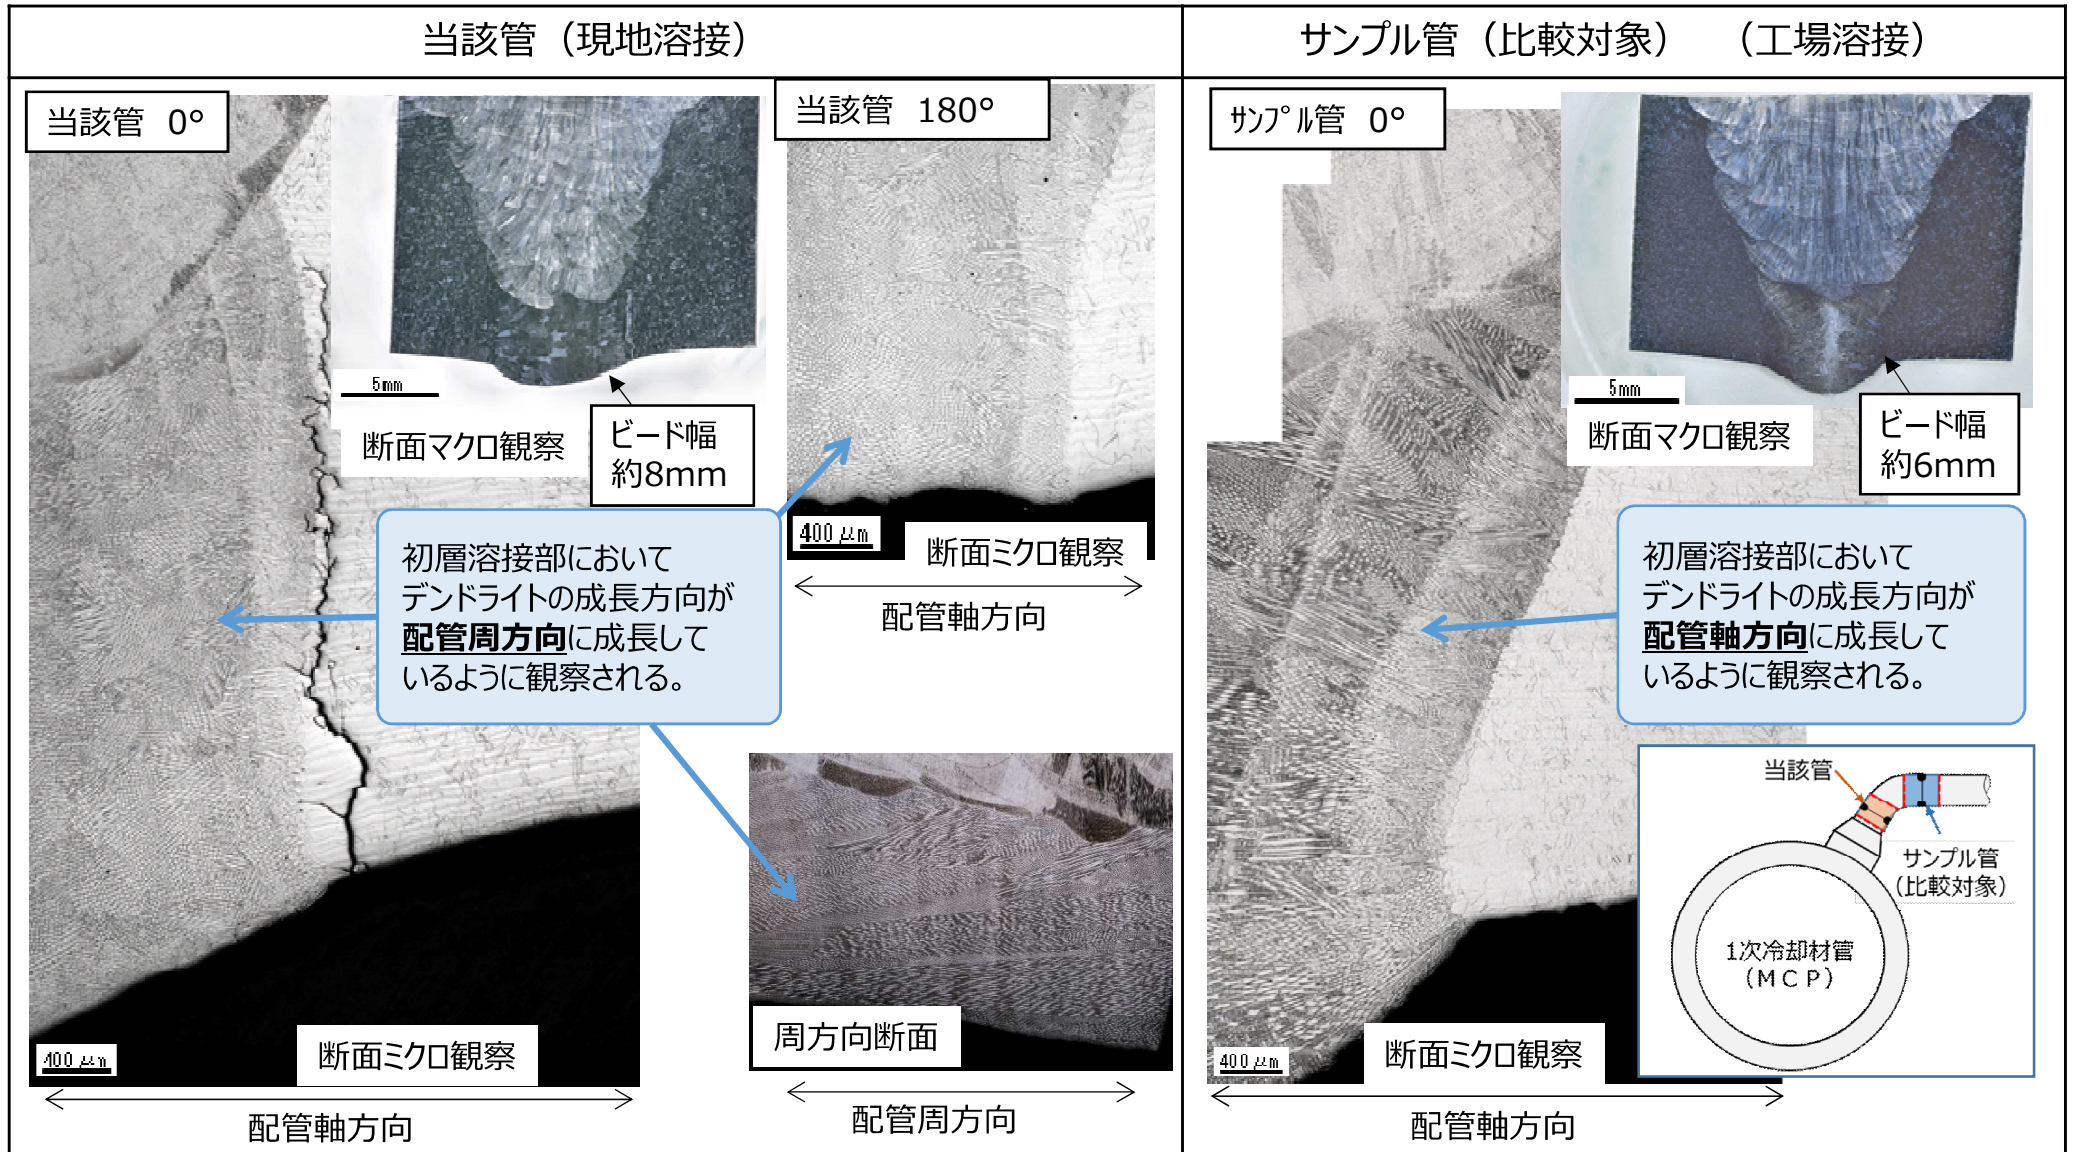 当該管（現地溶接）
サンプル管（比較対象）　（工場溶接）
当該管 0°
5mm
断面マクロ観察
ビード幅
約8mm
当該管 180°
400μm
断面ミクロ観察
配管軸方向
初層溶接部において
デンドライトの成長方向が
配管周方向に成長して
いるように観察される。
周方向断面
配管周方向
400μm
断面ミクロ観察
配管軸方向
ｻﾝﾌﾟﾙ管 0°
5mm
断面マクロ観察
ビード幅
約6mm
初層溶接部において
デンドライトの成長方向が
配管軸方向に成長して
いるように観察される。
当該管
サンプル管
（比較対象）
1次冷却材管
（ＭＣＰ）
400μm
断面ミクロ観察
配管軸方向